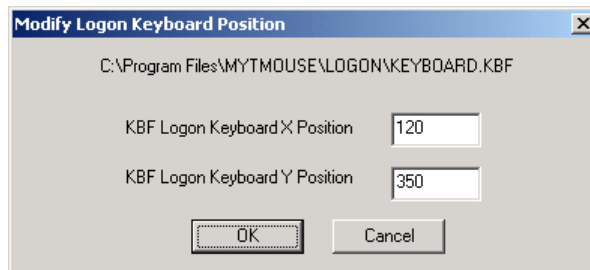 Modify Logon Keyboard Position
C:\Program Files\MYTMOUSE\LOGON\KEYBOARD.KBF
KBF Logon Keyboard X Position 120
KBF Logon Keyboard Y Position 350
OK Cancel